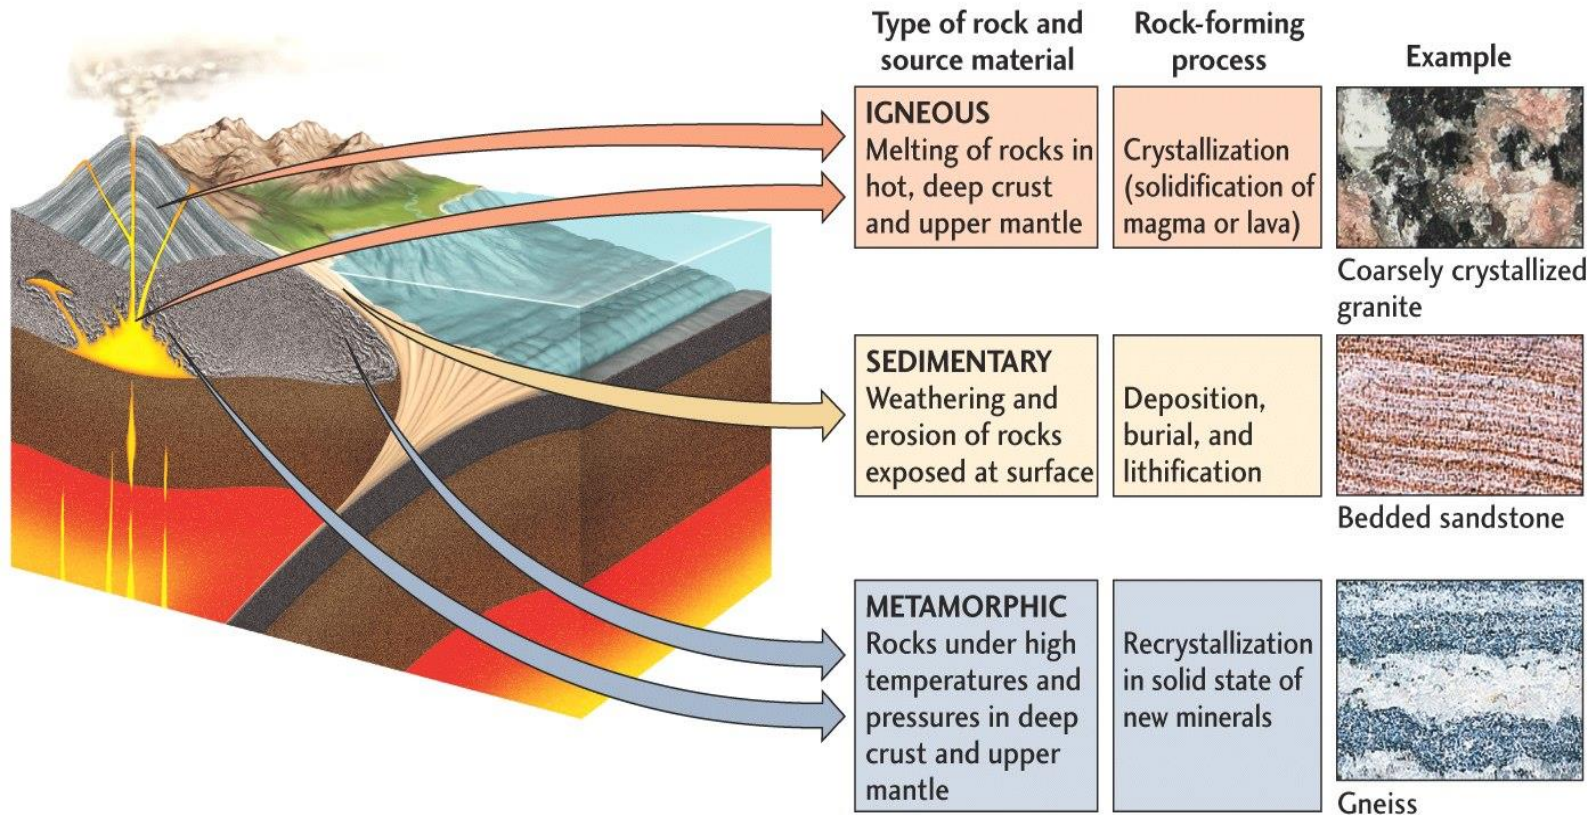 Type of rock and
source material
Rock-forming
process
Example
IGNEOUS
Melting of rocks in
hot, deep crust
and upper mantle
Crystallization
(solidification of
magma or lava)
Coarsely crystallized
granite
SEDIMENTARY
Weathering and
erosion of rocks
exposed at surface
Deposition,
burial, and
lithification
Bedded sandstone
METAMORPHIC
Rocks under high
temperatures and
pressures in deep
crust and upper
mantle
Recrystallization
in solid state of
new minerals
Gneiss